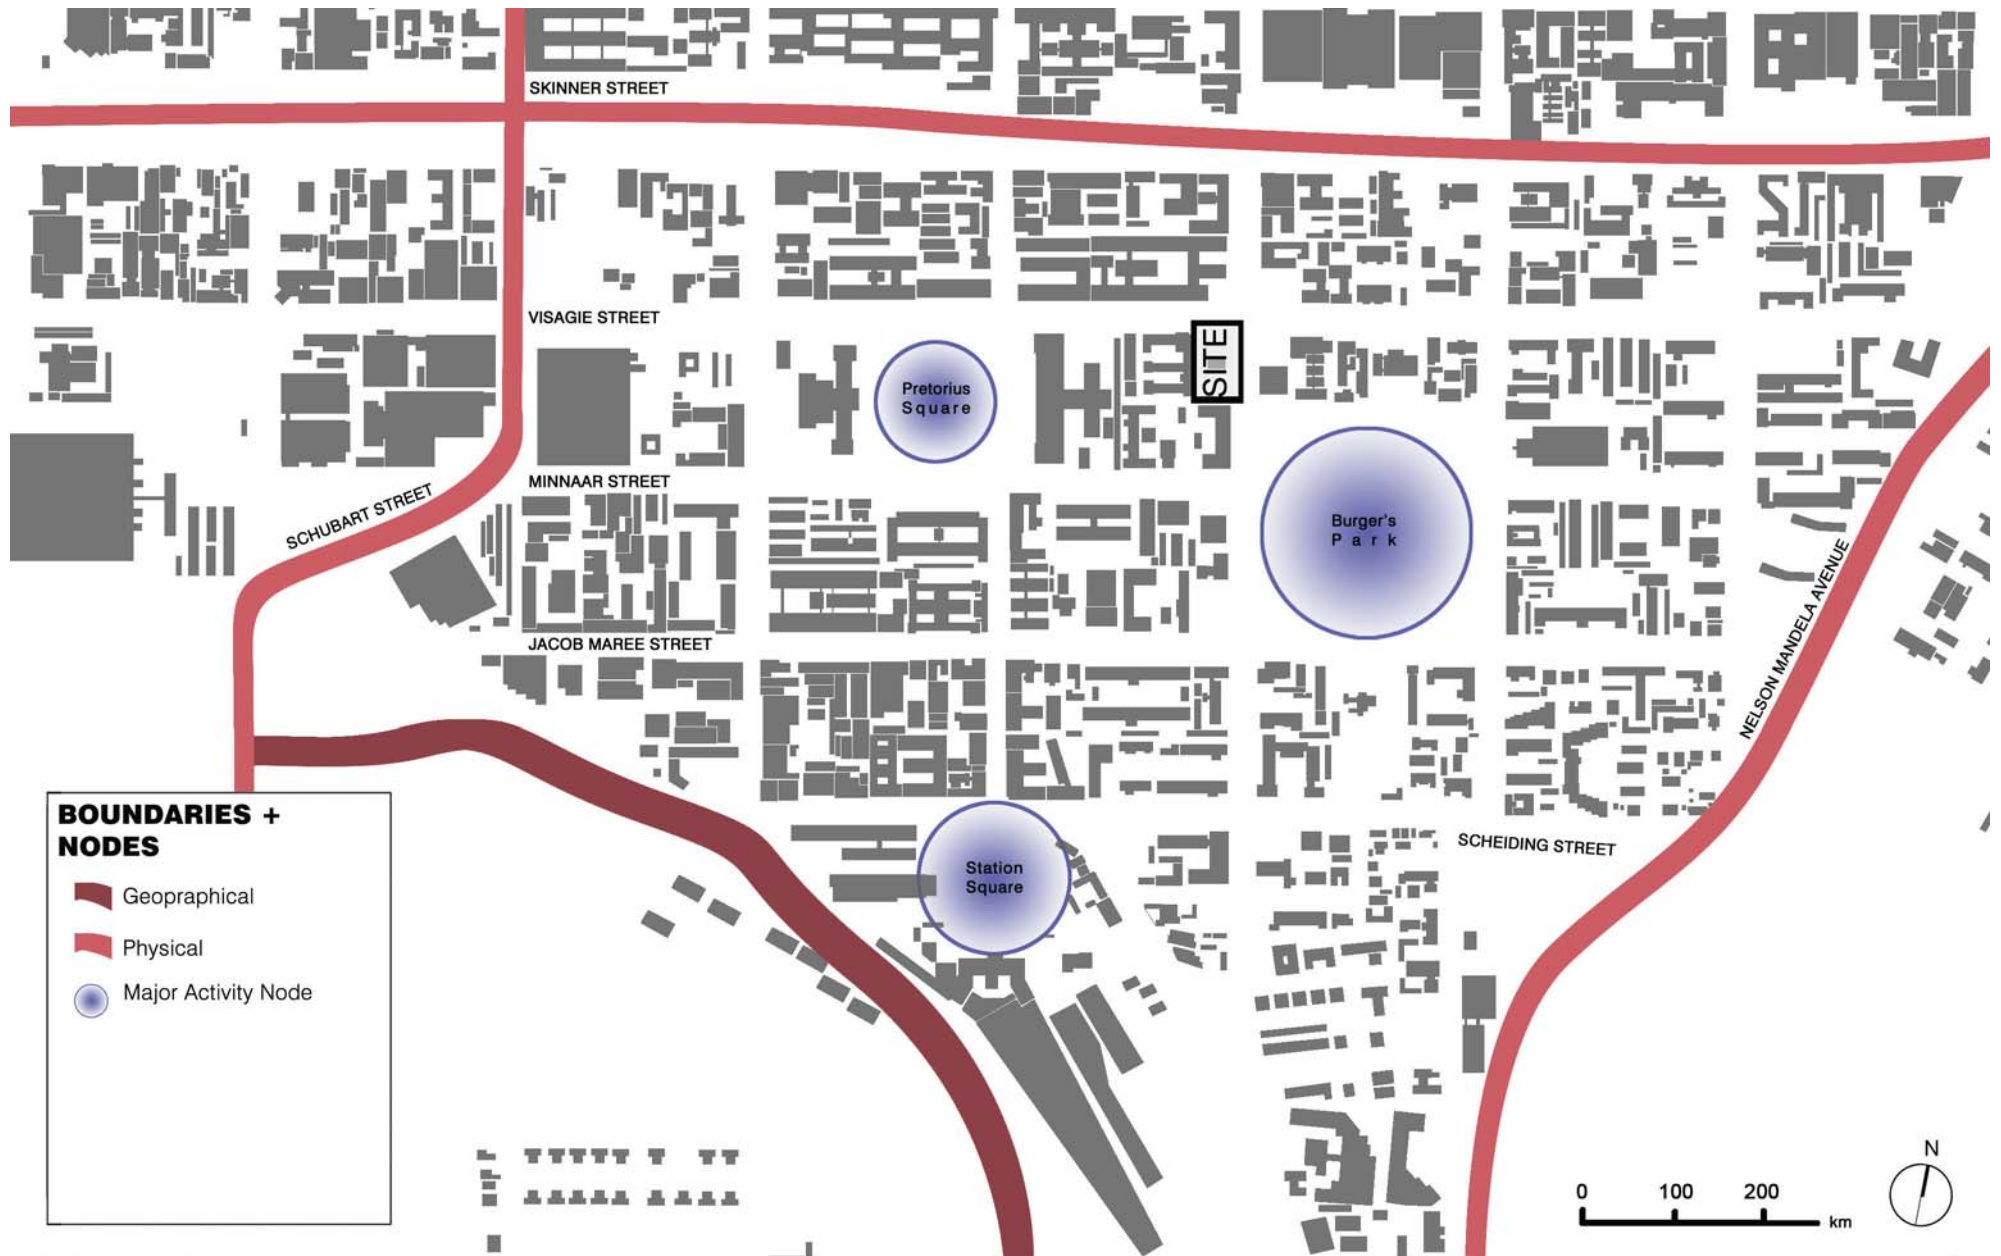 SKINNER STREET
VISAGIE STREET
SITE
Pretorius
Square
MINNAAR STREET
SCHUBART STREET
Burger's
Park
NELSON MANDELA AVENUE
JACOB MAREE STREET
BOUNDARIES +
NODES
Geopraphical
Physical
Major Activity Node
Station
Square
SCHEIDING STREET
N
0 100 200
km